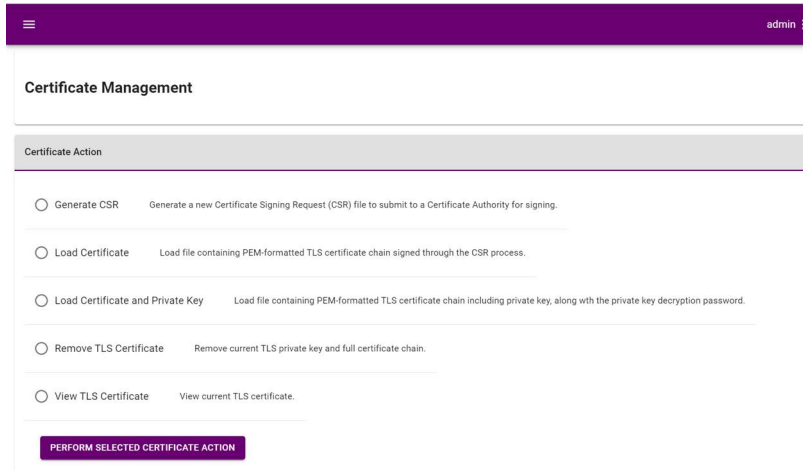 admin
Certificate Management
Certificate Action
Generate CSR Generate a new Certificate Signing Request (CSR) file to submit to a Certificate Authority for signing.
Load Certificate Load file containing PEM-formatted TLS certificate chain signed through the CSR process.
Load Certificate and Private Key Load file containing PEM-formatted TLS certificate chain including private key, along wth the private key decryption password.
Remove TLS Certificate Remove current TLS private key and full certificate chain.
View TLS Certificate View current TLS certificate.
PERFORM SELECTED CERTIFICATE ACTION